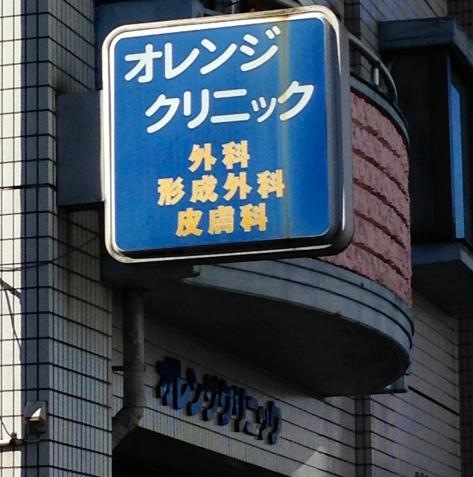 オレンジ
クリニック
外科
形成外科
皮膚科
オレンジクリニック